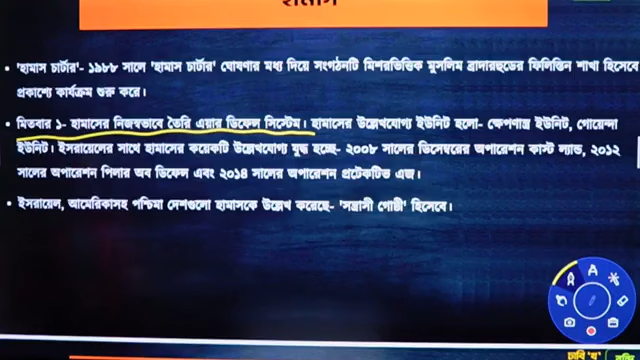 হামাস
• 'হামাস চার্টার'- ১৯৮৮ সালে 'হামাস চার্টার' ঘোষণার মধ্য দিয়ে সংগঠনটি মিশরভিত্তিক মুসলিম ব্রাদারহুডের ফিলিস্তিন শাখা হিসেবে
প্রকাশ্যে কার্যক্রম শুরু করে।
• মিতবার ১- হামাসের নিজস্বভাবে তৈরি এয়ার ডিফেন্স সিস্টেম। হামাসের উল্লেখযোগ্য ইউনিট হলো- ক্ষেপণাস্ত্র ইউনিট, গোয়েন্দা
ইউনিট। ইসরায়েলের সাথে হামাসের কয়েকটি উল্লেখযোগ্য যুদ্ধ হচ্ছে- ২০০৮ সালের ডিসেম্বরের অপারেশন কাস্ট ল্যান্ড, ২০১২
সালের অপারেশন পিলার অব ডিফেন্স এবং ২০১৪ সালের অপারেশন প্রটেকটিভ এজ।
• ইসরায়েল, আমেরিকাসহ পশ্চিমা দেশগুলো হামাসকে উল্লেখ করেছে- 'সন্ত্রাসী গোষ্ঠী' হিসেবে।